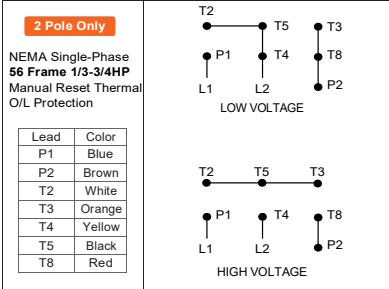 2 Pole Only
NEMA Single-Phase
56 Frame 1/3-3/4HP
Manual Reset Thermal
O/L Protection
Lead Color
P1 Blue
P2 Brown
T2 White
T3 Orange
T4 Yellow
T5 Black
T8 Red
T2
T5 T3
P1 T4 T8
P2
L1 L2
LOW VOLTAGE
T2 T5 T3
P1 T4 T8
P2
L1 L2
HIGH VOLTAGE